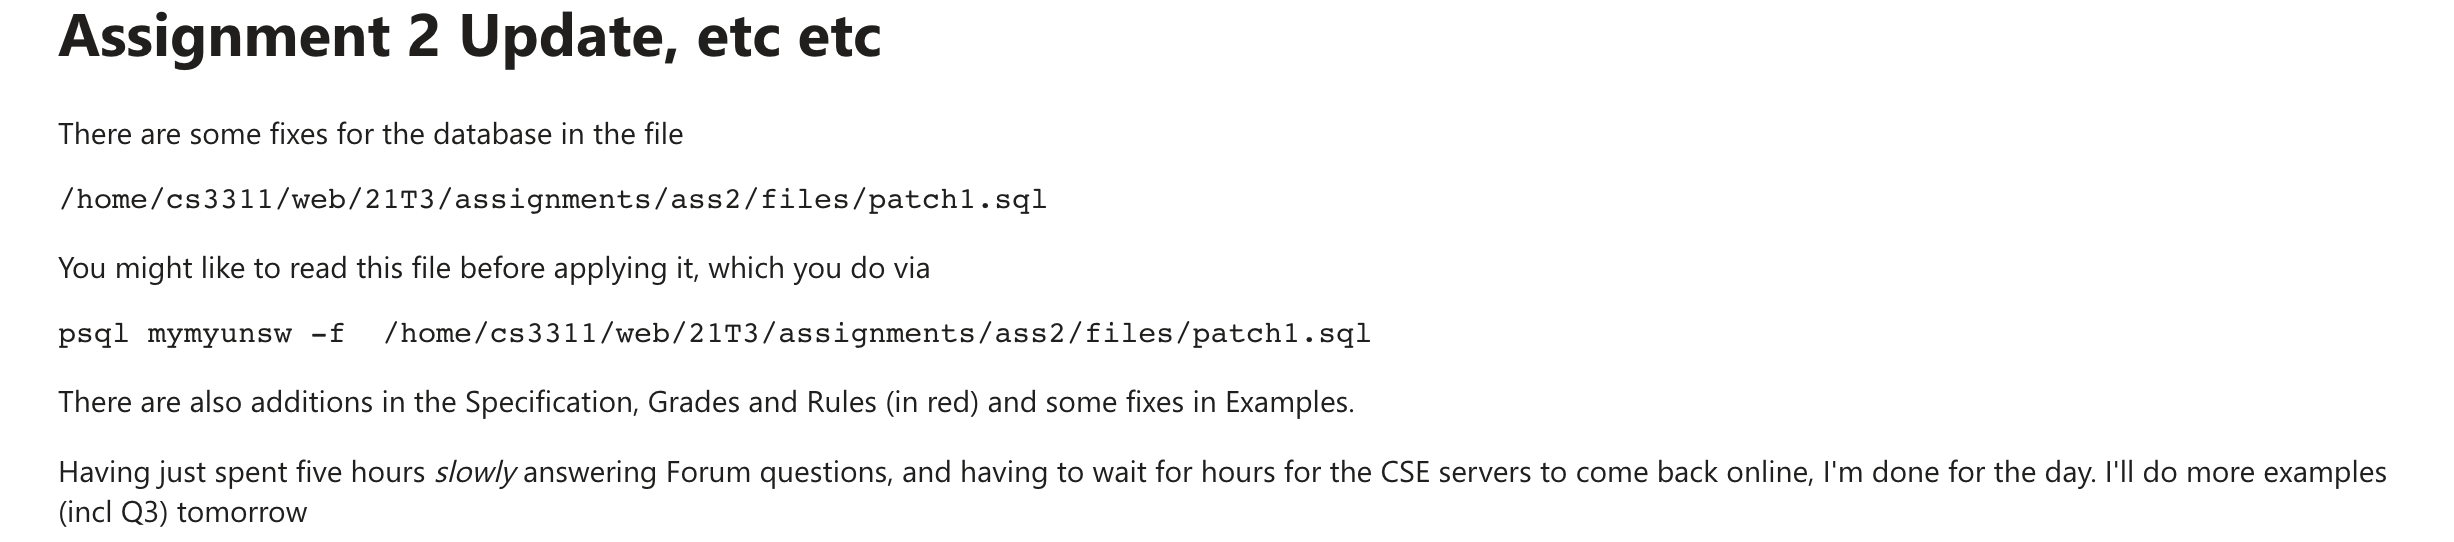 Assignment 2 Update, etc etc
There are some fixes for the database in the file
/home/cs3311/web/21T3/assignments/ass2/files/patch1.sql
You might like to read this file before applying it, which you do via
psql mymyunsw -f  /home/cs3311/web/21T3/assignments/ass2/files/patch1.sql
There are also additions in the Specification, Grades and Rules (in red) and some fixes in Examples.
Having just spent five hours slowly answering Forum questions, and having to wait for hours for the CSE servers to come back online, I'm done for the day. I'll do more examples
(incl Q3) tomorrow